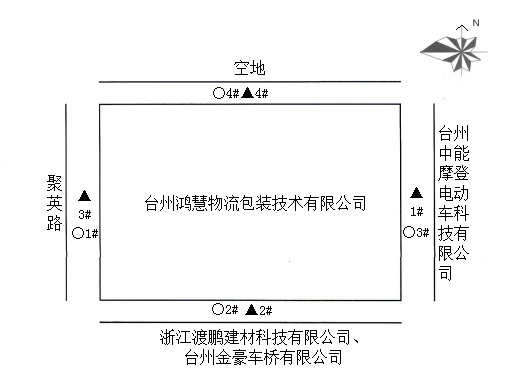 N
空地
○4#▲4#
聚英路
▲
3#
○1#
台州鸿慧物流包装技术有限公司
▲
1#
○3#
台州
中能
摩登
电动
车科
技有
限公
司
○2#▲2#
浙江渡鹏建材科技有限公司、
台州金豪车桥有限公司